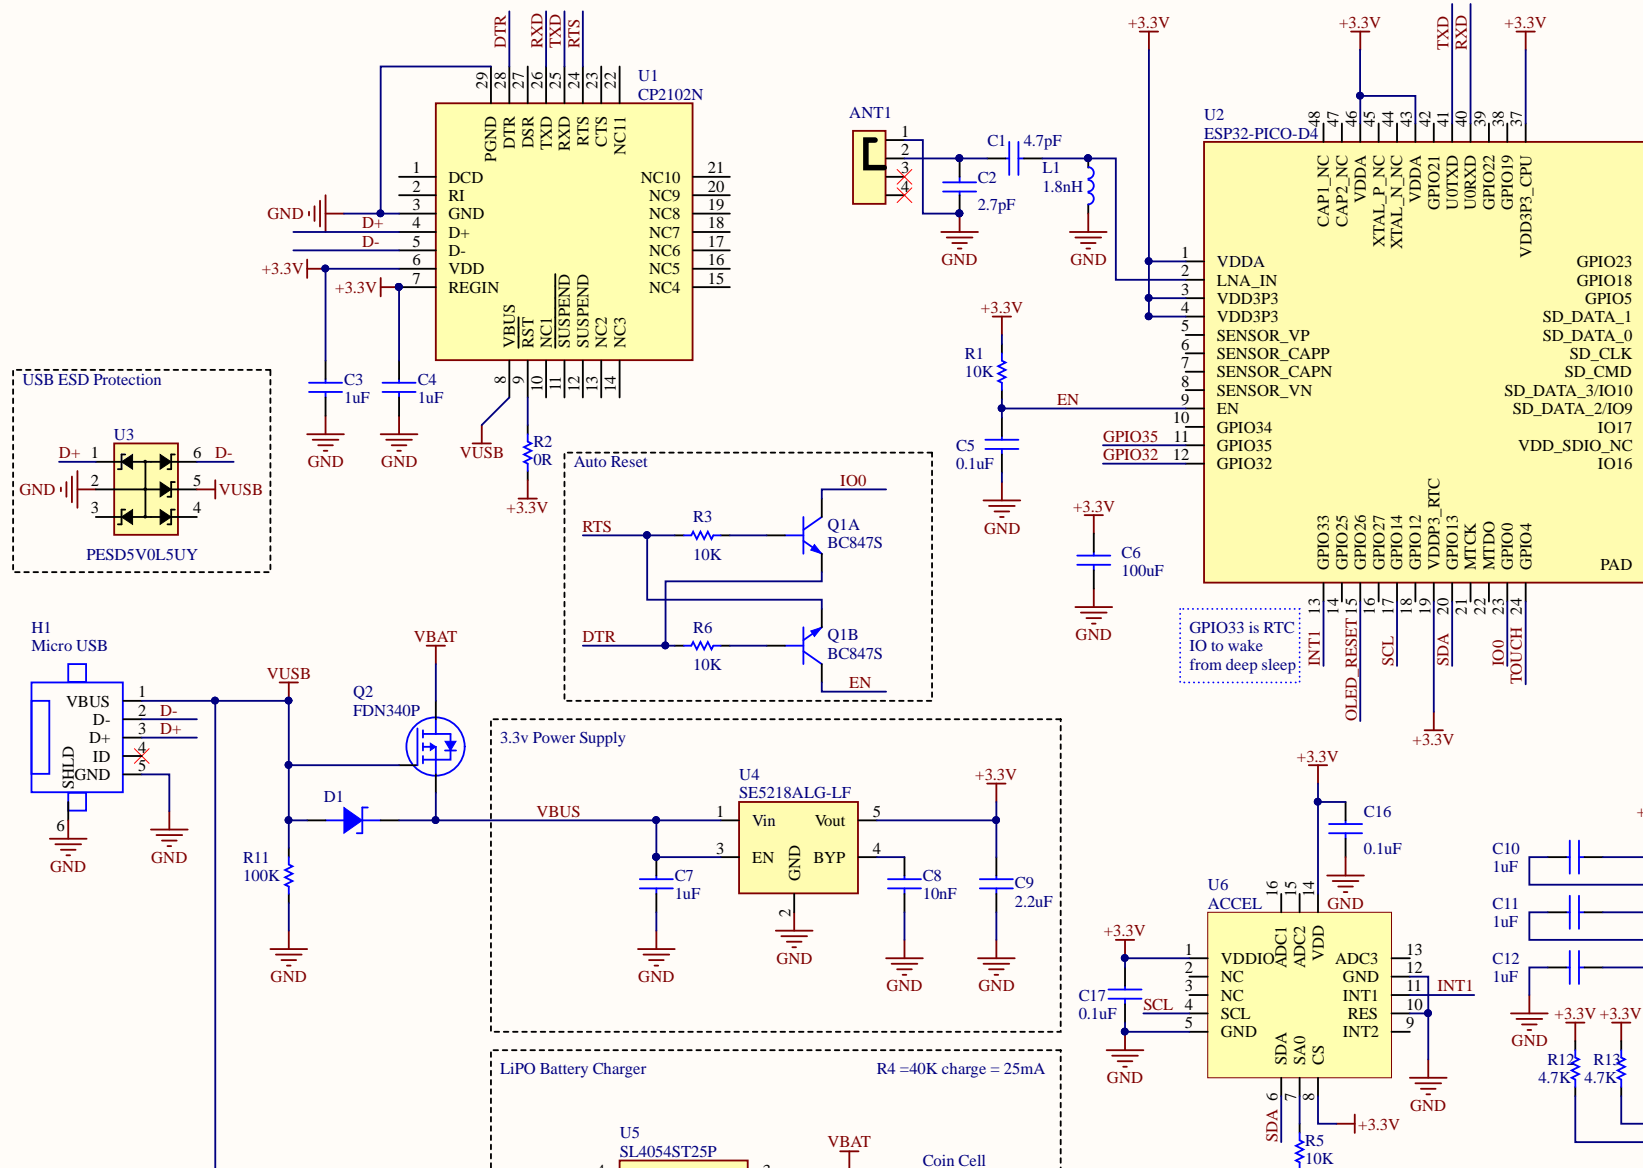 DTR
RXD
TXD
RTS
29
28
27
26
25
24
23
22
U1
CP2102N
PGND
DTR
DSR
TXD
RXD
RTS
CTS
NC11
1 DCD
2 RI
3 GND
4 D+
5 D-
6 VDD
7 REGIN
NC10 21
NC9 20
NC8 19
NC7 18
NC6 17
NC5 16
NC4 15
GND
D+
D-
+3.3V
+3.3V
VBUS
RST
NC1
SUSPEND
SUSPEND
NC2
NC3
8
9
10
11
12
13
14
C3
1uF
C4
1uF
GND
GND
VUSB
R2
0R
+3.3V
USB ESD Protection
U3
D+ 1
6 D-
GND 2
5 VUSB
3
4
PESD5V0L5UY
Auto Reset
IO0
RTS
R3
10K
Q1A
BC847S
DTR
R6
10K
Q1B
BC847S
EN
ANT1
1
2
3
4
C1 4.7pF
C2
2.7pF
L1
1.8nH
GND
GND
+3.3V
+3.3V
TXD
RXD
+3.3V
U2
ESP32-PICO-D4
48
47
46
45
44
43
42
41
40
39
38
37
CAP1_NC
CAP2_NC
VDDA
XTAL_P_NC
XTAL_N_NC
VDDA
GPIO21
U0TXD
U0RXD
GPIO22
GPIO19
VDD3P3_CPU
1 VDDA
2 LNA_IN
3 VDD3P3
4 VDD3P3
5 SENSOR_VP
6 SENSOR_CAPP
7 SENSOR_CAPN
8 SENSOR_VN
9 EN
10 GPIO34
11 GPIO35
12 GPIO32
GPIO23
GPIO18
GPIO5
SD_DATA_1
SD_DATA_0
SD_CLK
SD_CMD
SD_DATA_3/IO10
SD_DATA_2/IO9
IO17
VDD_SDIO_NC
IO16
PAD
+3.3V
R1
10K
EN
GPIO35
GPIO32
C5
0.1uF
GND
+3.3V
C6
100uF
GND
GPIO33
GPIO25
GPIO26
GPIO27
GPIO14
GPIO12
VDDP3_RTC
GPIO13
MTCK
MTDO
GPIO0
GPIO4
13
14
15
16
17
18
19
20
21
22
23
24
INT1
OLED_RESET
SCL
SDA
IO0
TOUCH
+3.3V
GPIO33 is RTC
IO to wake
from deep sleep
H1
Micro USB
VBUS 1
D- 2 D-
D+ 3 D+
ID 4
GND 5
SHLD
6
GND
GND
VUSB
VBAT
Q2
FDN340P
D1
R11
100K
GND
VBUS
3.3v Power Supply
U4
SE5218ALG-LF
1 Vin
3 EN
Vout 5
BYP 4
GND
2
+3.3V
C7
1uF
C8
10nF
C9
2.2uF
GND
GND
GND
GND
LiPO Battery Charger
R4 =40K charge = 25mA
U5
SL4054ST25P
VBAT
Coin Cell
+3.3V
C16
0.1uF
GND
U6
ACCEL
16
15
14
ADC1
ADC2
VDD
+3.3V
1 VDDIO
2 NC
3 NC
4 SCL
5 GND
ADC3 13
GND 12
INT1 11
RES 10
INT2 9
INT1
SCL
C17
0.1uF
GND
GND
SDA
SA0
CS
6
7
8
SDA
+3.3V
R5
10K
C10
1uF
C11
1uF
C12
1uF
GND
+3.3V
+3.3V
R12
4.7K
R13
4.7K